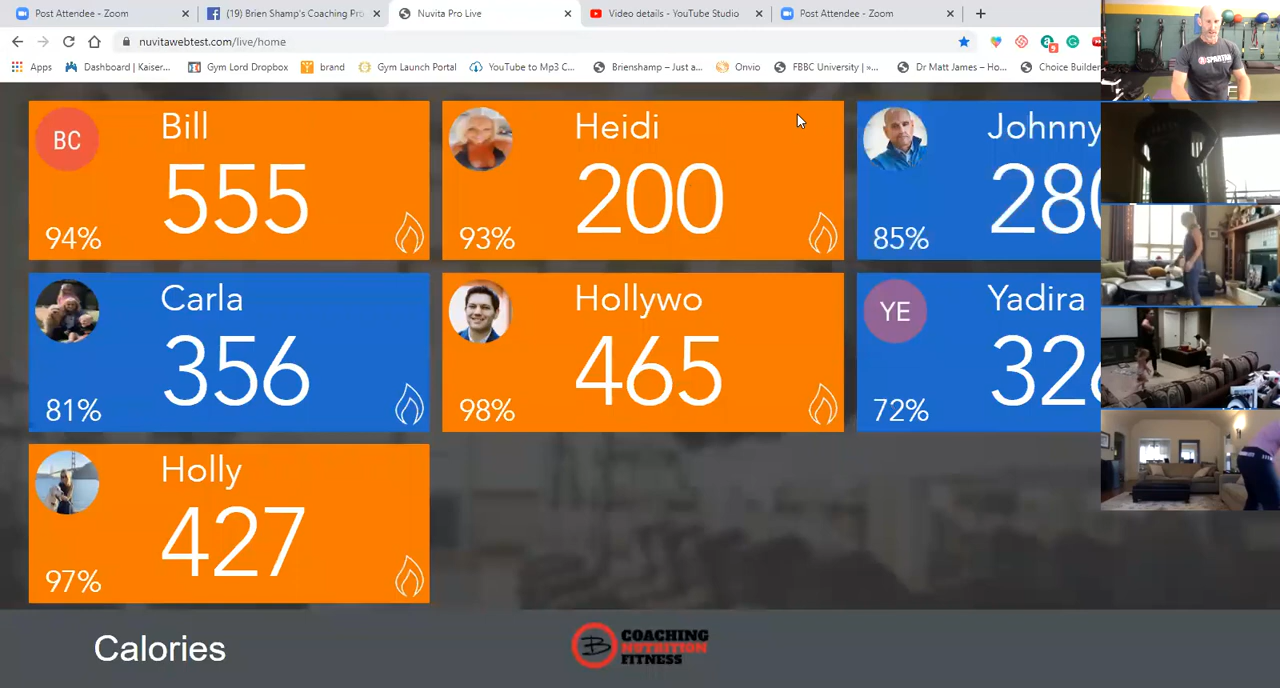 Post Attendee - Zoom
(19) Brien Shamp's Coaching Pro
Nuvita Pro Live
Video details - YouTube Studio
Post Attendee - Zoom
nuvitawebtest.com/live/home
Apps
Dashboard | Kaiser...
Gym Lord Dropbox
brand
Gym Launch Portal
YouTube to Mp3 C...
Brienshamp – Just a...
Onvio
FBBC University | »...
Dr Matt James – Ho...
Choice Builder
BC
Bill
555
94%
Heidi
200
93%
Johnny
280
85%
Carla
356
81%
Hollywo
465
98%
YE
Yadira
326
72%
Holly
427
97%
SPARTAN
Calories
B
COACHING
NUTRITION
FITNESS